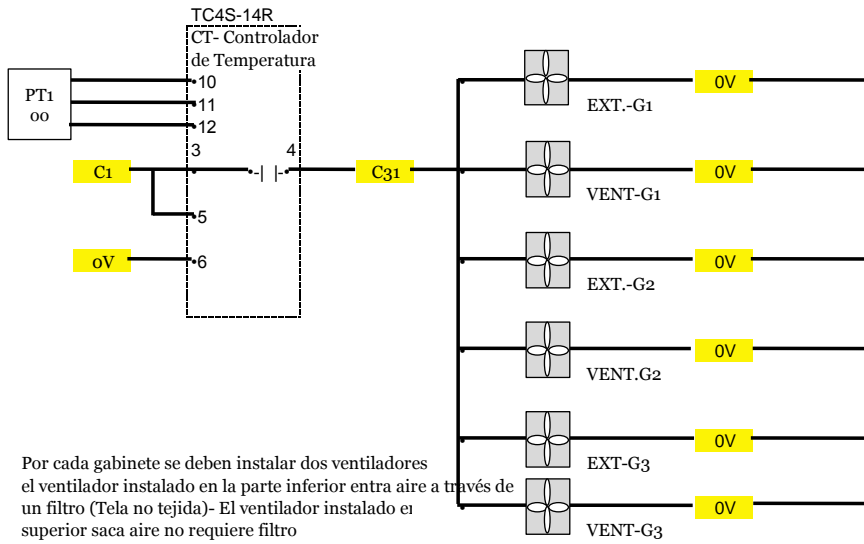 TC4S-14R
CT- Controlador
de Temperatura
PT1
00
10
11
12
3
4
C1
C31
5
6
0V
EXT.-G1
0V
VENT-G1
0V
EXT.-G2
0V
VENT.G2
0V
EXT-G3
0V
VENT-G3
0V
Por cada gabinete se deben instalar dos ventiladores
el ventilador instalado en la parte inferior entra aire a través de
un filtro (Tela no tejida)- El ventilador instalado
superior saca aire no requiere filtro